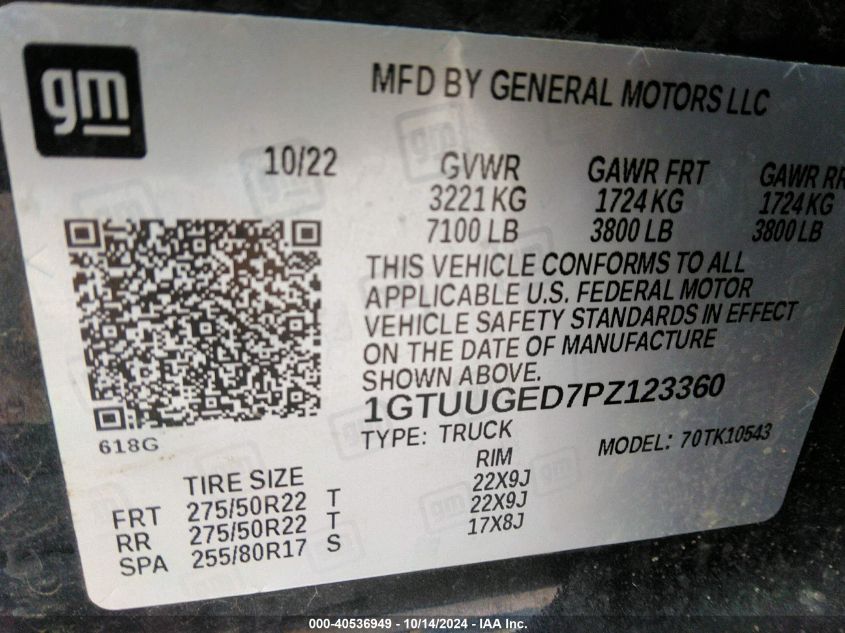 gm
MFD BY GENERAL MOTORS LLC
10/22 GVWR GAWR FRT GAWR RR
3221 KG 1724 KG 1724 KG
7100 LB 3800 LB 3800 LB
THIS VEHICLE CONFORMS TO ALL
APPLICABLE U.S. FEDERAL MOTOR
VEHICLE SAFETY STANDARDS IN EFFECT
ON THE DATE OF MANUFACTURE
SHOWN ABOVE.
1GTUUGED7PZ123360
618G
TYPE: TRUCK MODEL: 70TK10543
TIRE SIZE RIM
FRT 275/50R22 T 22X9J
RR 275/50R22 T 22X9J
SPA 255/80R17 S 17X8J
000-40536949 - 10/14/2024 - IAA Inc.